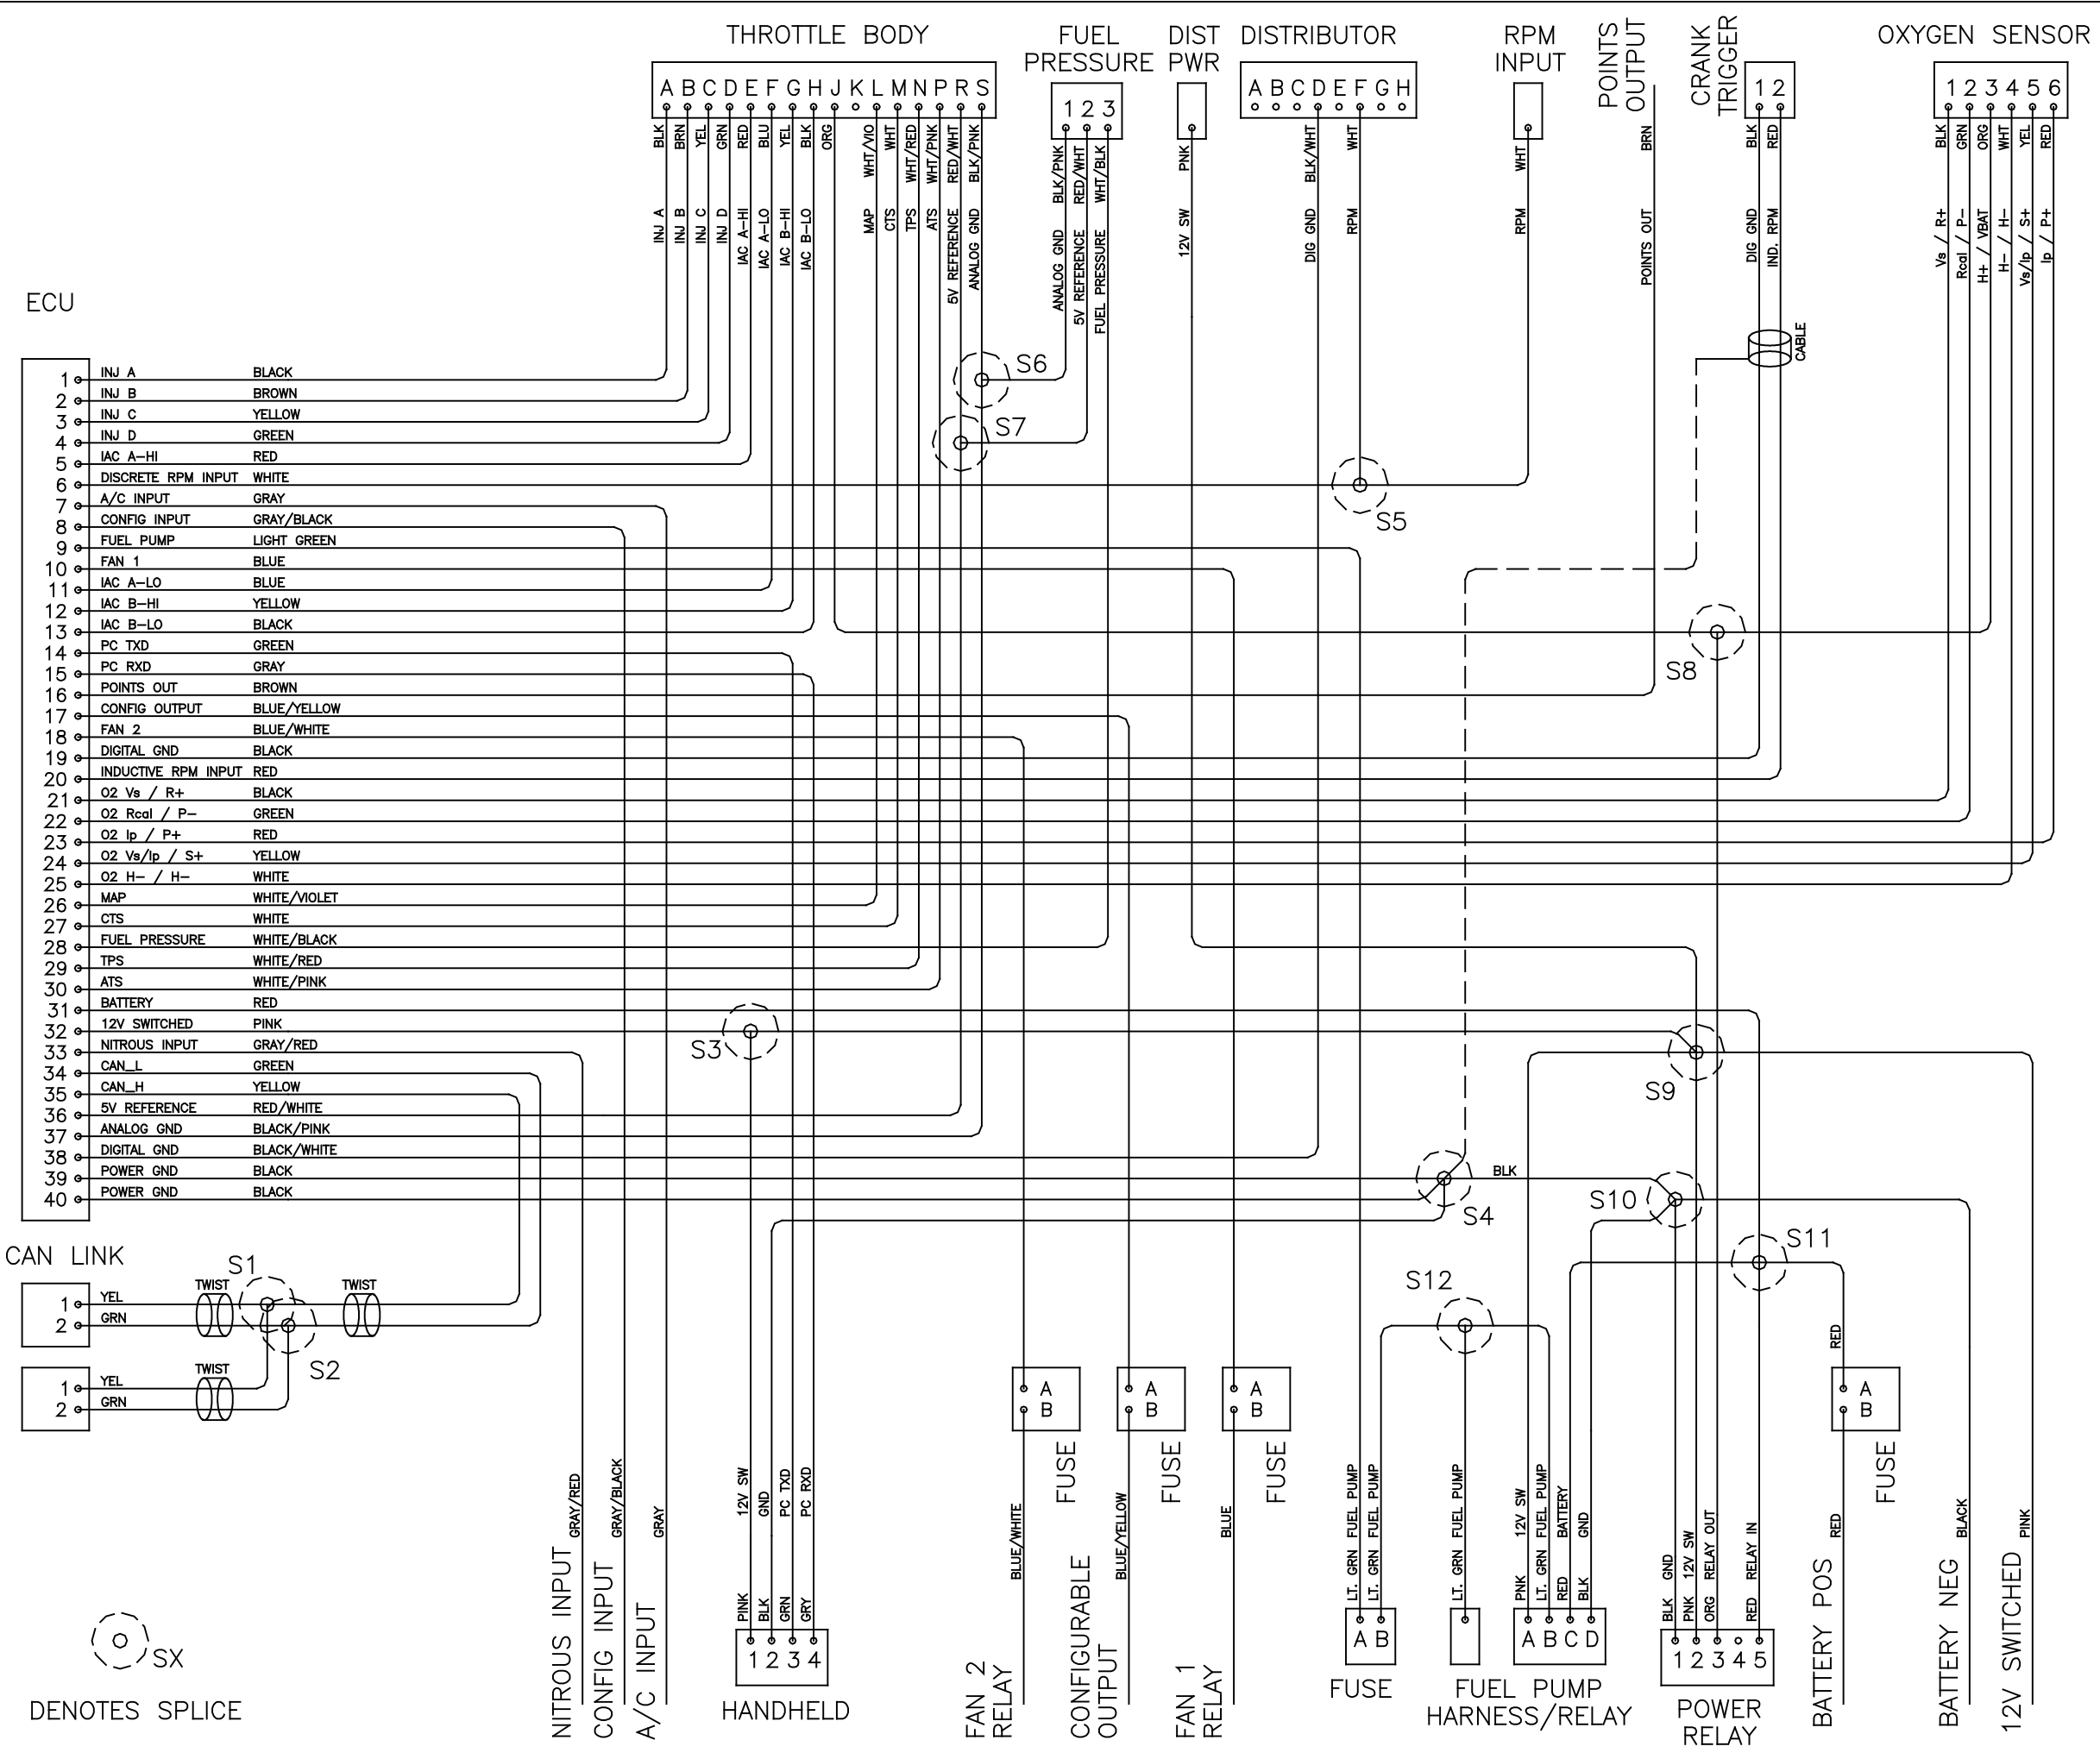 THROTTLE BODY
FUEL
PRESSURE
DIST
PWR
DISTRIBUTOR
RPM
INPUT
POINTS
OUTPUT
CRANK
TRIGGER
OXYGEN SENSOR
A B C D E F G H J K L M N P R S
1 2 3
A B C D E F G H
1 2
1 2 3 4 5 6
BLK
BRN
YEL
GRN
RED
BLU
YEL
BLK
ORG
WHT/VIO
WHT
WHT/RED
WHT/PNK
RED/WHT
BLK/PNK
BLK/PNK
RED/WHT
WHT/BLK
PNK
BLK/WHT
WHT
WHT
BRN
BLK
RED
BLK
GRN
ORG
WHT
YEL
RED
INJ A
INJ B
INJ C
INJ D
IAC A-HI
IAC A-LO
IAC B-HI
IAC B-LO
MAP
CTS
TPS
ATS
5V REFERENCE
ANALOG GND
ANALOG GND
5V REFERENCE
FUEL PRESSURE
12V SW
DIG GND
RPM
RPM
POINTS OUT
DIG GND
IND. RPM
Vs / R+
Rcal / P-
H+ / VBAT
H- / H-
Vs/Ip / S+
Ip / P+
CABLE
ECU
1 INJ A BLACK
2 INJ B BROWN
3 INJ C YELLOW
4 INJ D GREEN
5 IAC A-HI RED
6 DISCRETE RPM INPUT WHITE
7 A/C INPUT GRAY
8 CONFIG INPUT GRAY/BLACK
9 FUEL PUMP LIGHT GREEN
10 FAN 1 BLUE
11 IAC A-LO BLUE
12 IAC B-HI YELLOW
13 IAC B-LO BLACK
14 PC TXD GREEN
15 PC RXD GRAY
16 POINTS OUT BROWN
17 CONFIG OUTPUT BLUE/YELLOW
18 FAN 2 BLUE/WHITE
19 DIGITAL GND BLACK
20 INDUCTIVE RPM INPUT RED
21 O2 Vs / R+ BLACK
22 O2 Rcal / P- GREEN
23 O2 Ip / P+ RED
24 O2 Vs/Ip / S+ YELLOW
25 O2 H- / H- WHITE
26 MAP WHITE/VIOLET
27 CTS WHITE
28 FUEL PRESSURE WHITE/BLACK
29 TPS WHITE/RED
30 ATS WHITE/PINK
31 BATTERY RED
32 12V SWITCHED PINK
33 NITROUS INPUT GRAY/RED
34 CAN_L GREEN
35 CAN_H YELLOW
36 5V REFERENCE RED/WHITE
37 ANALOG GND BLACK/PINK
38 DIGITAL GND BLACK/WHITE
39 POWER GND BLACK
40 POWER GND BLACK
S6
S7
S5
S8
S3
S9
BLK
S4
S10
S11
S12
CAN LINK
S1
TWIST
TWIST
1 YEL
2 GRN
S2
TWIST
1 YEL
2 GRN
A
B
FUSE
A
B
FUSE
A
B
FUSE
RED
A
B
FUSE
GRAY/RED
GRAY/BLACK
GRAY
12V SW
GND
PC TXD
PC RXD
PINK
BLK
GRN
GRY
BLUE/WHITE
BLUE/YELLOW
BLUE
LT. GRN FUEL PUMP
LT. GRN FUEL PUMP
LT. GRN FUEL PUMP
PNK 12V SW
LT. GRN FUEL PUMP
RED BATTERY
BLK GND
BLK GND
PNK 12V SW
ORG RELAY OUT
RED RELAY IN
RED
BLACK
PINK
NITROUS INPUT
CONFIG INPUT
A/C INPUT
1 2 3 4
HANDHELD
FAN 2
RELAY
CONFIGURABLE
OUTPUT
FAN 1
RELAY
A B
FUSE
A B C D
FUEL PUMP
HARNESS/RELAY
1 2 3 4 5
POWER
RELAY
BATTERY POS
BATTERY NEG
12V SWITCHED
SX
DENOTES SPLICE